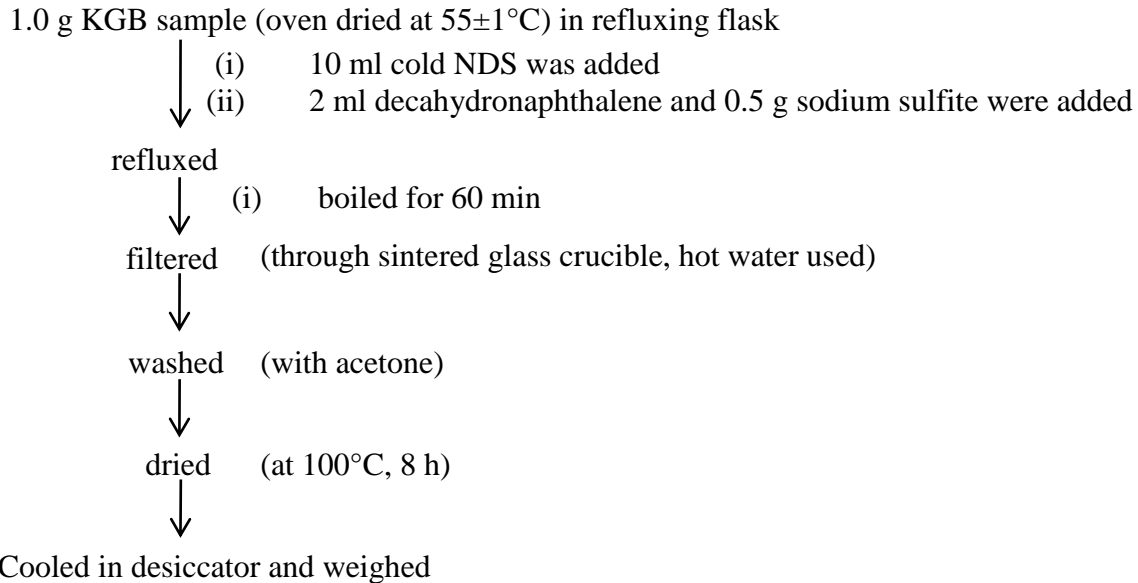 1.0 g KGB sample (oven dried at 55±1°C) in refluxing flask
(i) 10 ml cold NDS was added
(ii) 2 ml decahydronaphthalene and 0.5 g sodium sulfite were added
refluxed
(i) boiled for 60 min
filtered (through sintered glass crucible, hot water used)
washed (with acetone)
dried (at 100°C, 8 h)
Cooled in desiccator and weighed